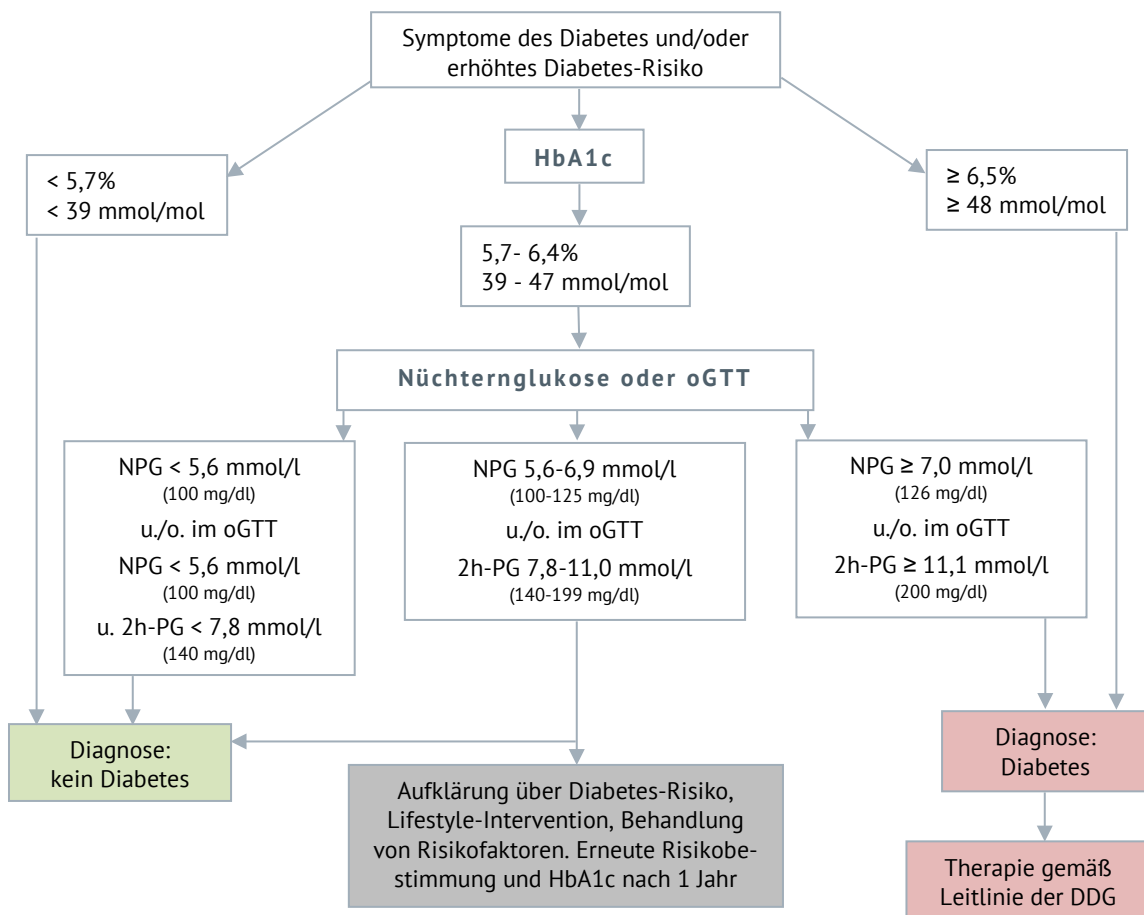 Symptome des Diabetes und/oder
erhöhtes Diabetes-Risiko
HbA1c
< 5,7%
< 39 mmol/mol
≥ 6,5%
≥ 48 mmol/mol
5,7- 6,4%
39 - 47 mmol/mol
Nüchternglukose oder oGTT
NPG < 5,6 mmol/l
(100 mg/dl)
u./o. im oGTT
NPG < 5,6 mmol/l
(100 mg/dl)
u. 2h-PG < 7,8 mmol/l
(140 mg/dl)
NPG 5,6-6,9 mmol/l
(100-125 mg/dl)
u./o. im oGTT
2h-PG 7,8-11,0 mmol/l
(140-199 mg/dl)
NPG ≥ 7,0 mmol/l
(126 mg/dl)
u./o. im oGTT
2h-PG ≥ 11,1 mmol/l
(200 mg/dl)
Diagnose:
kein Diabetes
Aufklärung über Diabetes-Risiko,
Lifestyle-Intervention, Behandlung
von Risikofaktoren. Erneute Risikobe-
stimmung und HbA1c nach 1 Jahr
Diagnose:
Diabetes
Therapie gemäß
Leitlinie der DDG